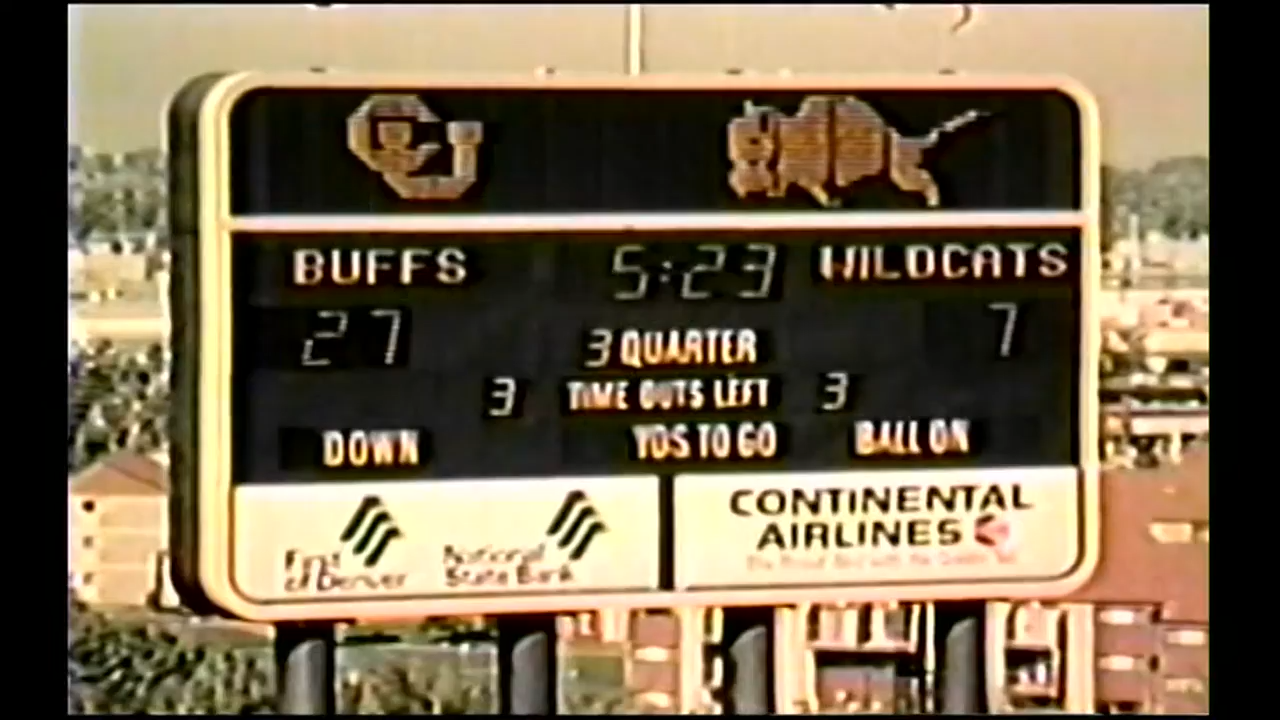 CU
BUFFS 5:23 WILDCATS
27 7
3 QUARTER
3 TIME OUTS LEFT 3
DOWN YDS TO GO BALL ON
First
of Denver
National
State Bank
CONTINENTAL
AIRLINES